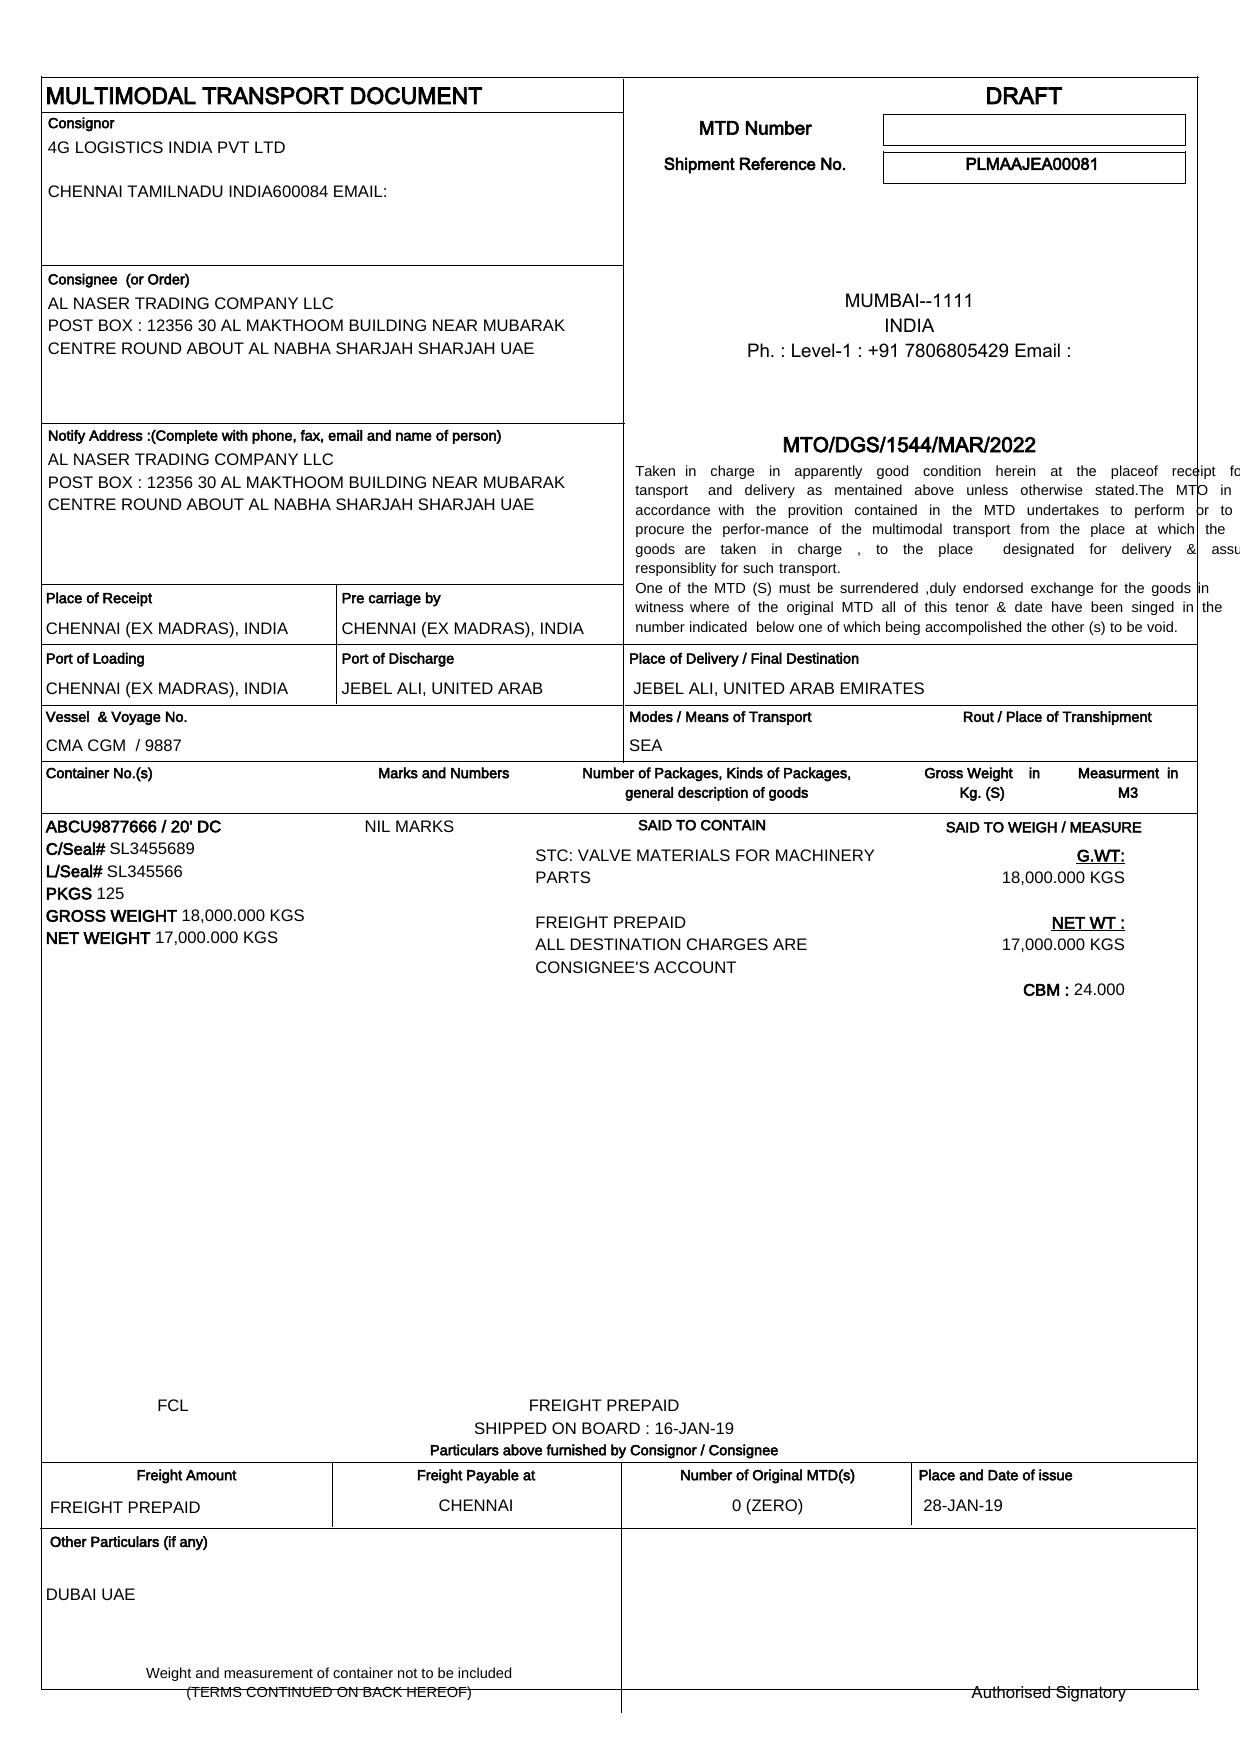 MULTIMODAL TRANSPORT DOCUMENT
DRAFT
Consignor
4G LOGISTICS INDIA PVT LTD
CHENNAI TAMILNADU INDIA600084 EMAIL:
MTD Number
Shipment Reference No. PLMAAJEA00081
Consignee (or Order)
AL NASER TRADING COMPANY LLC
POST BOX : 12356 30 AL MAKTHOOM BUILDING NEAR MUBARAK
CENTRE ROUND ABOUT AL NABHA SHARJAH SHARJAH UAE
MUMBAI--1111
INDIA
Ph. : Level-1 : +91 7806805429 Email :
Notify Address :(Complete with phone, fax, email and name of person)
AL NASER TRADING COMPANY LLC
POST BOX : 12356 30 AL MAKTHOOM BUILDING NEAR MUBARAK
CENTRE ROUND ABOUT AL NABHA SHARJAH SHARJAH UAE
MTO/DGS/1544/MAR/2022
Taken in charge in apparently good condition herein at the placeof receipt fo
tansport and delivery as mentained above unless otherwise stated.The MTO in
accordance with the provition contained in the MTD undertakes to perform or to
procure the perfor-mance of the multimodal transport from the place at which the
goods are taken in charge , to the place designated for delivery & assu
responsiblity for such transport.
One of the MTD (S) must be surrendered ,duly endorsed exchange for the goods in
witness where of the original MTD all of this tenor & date have been singed in the
number indicated below one of which being accompolished the other (s) to be void.
Place of Receipt Pre carriage by
CHENNAI (EX MADRAS), INDIA CHENNAI (EX MADRAS), INDIA
Port of Loading Port of Discharge Place of Delivery / Final Destination
CHENNAI (EX MADRAS), INDIA JEBEL ALI, UNITED ARAB JEBEL ALI, UNITED ARAB EMIRATES
Vessel & Voyage No. Modes / Means of Transport Rout / Place of Transhipment
CMA CGM / 9887 SEA
Container No.(s) Marks and Numbers Number of Packages, Kinds of Packages, Gross Weight in Measurment in
general description of goods Kg. (S) M3
ABCU9877666 / 20' DC NIL MARKS SAID TO CONTAIN SAID TO WEIGH / MEASURE
C/Seal# SL3455689
L/Seal# SL345566
PKGS 125
GROSS WEIGHT 18,000.000 KGS
NET WEIGHT 17,000.000 KGS
STC: VALVE MATERIALS FOR MACHINERY
PARTS
FREIGHT PREPAID
ALL DESTINATION CHARGES ARE
CONSIGNEE'S ACCOUNT
G.WT:
18,000.000 KGS
NET WT :
17,000.000 KGS
CBM : 24.000
FCL FREIGHT PREPAID
SHIPPED ON BOARD : 16-JAN-19
Particulars above furnished by Consignor / Consignee
Freight Amount Freight Payable at Number of Original MTD(s) Place and Date of issue
FREIGHT PREPAID CHENNAI 0 (ZERO) 28-JAN-19
Other Particulars (if any)
DUBAI UAE
Weight and measurement of container not to be included
(TERMS CONTINUED ON BACK HEREOF)
Authorised Signatory